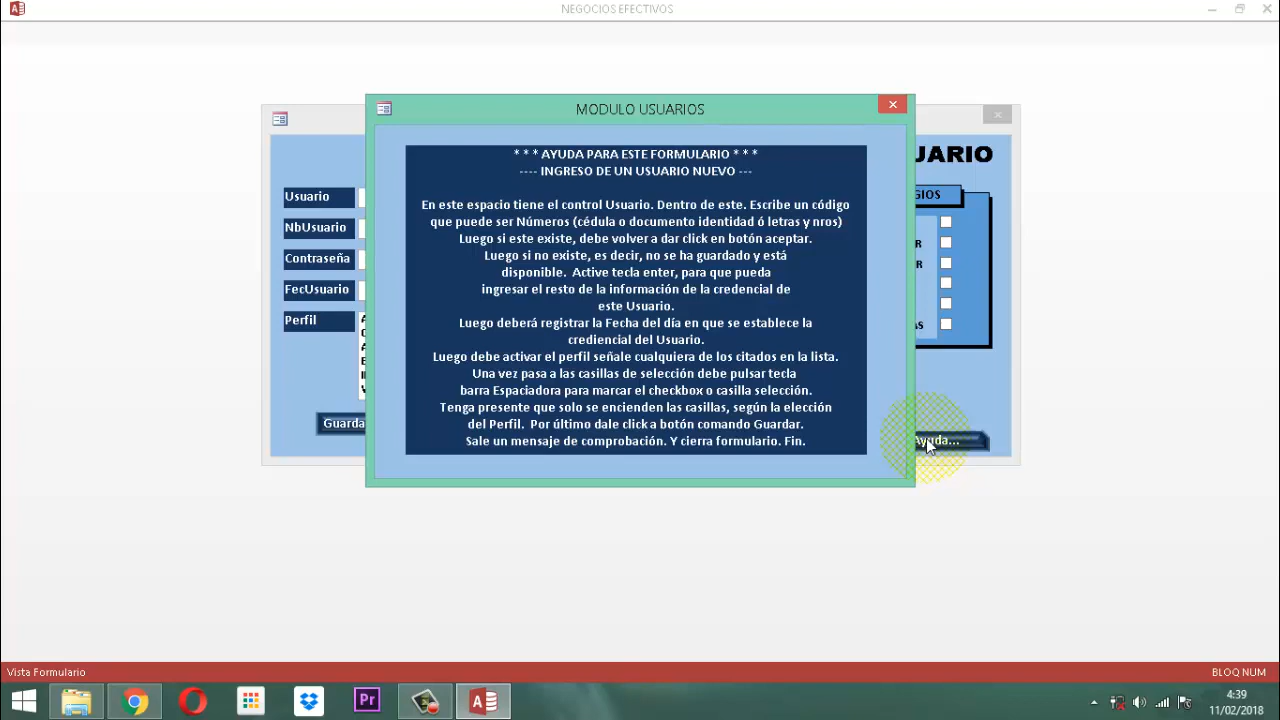 NEGOCIOS EFECTIVOS
MODULO USUARIOS
* * * AYUDA PARA ESTE FORMULARIO * * *
---- INGRESO DE UN USUARIO NUEVO ---
En este espacio tiene el control Usuario. Dentro de este. Escribe un código
que puede ser Números (cédula o documento identidad ó letras y nros)
Luego si este existe, debe volver a dar click en botón aceptar.
Luego si no existe, es decir, no se ha guardado y está
disponible. Active tecla enter, para que pueda
ingresar el resto de la información de la credencial de
este Usuario.
Luego deberá registrar la Fecha del día en que se establece la
crediencial del Usuario.
Luego debe activar el perfil señale cualquiera de los citados en la lista.
Una vez pasa a las casillas de selección debe pulsar tecla
barra Espaciadora para marcar el checkbox o casilla selección.
Tenga presente que solo se encienden las casillas, según la elección
del Perfil. Por último dale click a botón comando Guardar.
Sale un mensaje de comprobación. Y cierra formulario. Fin.
Usuario
NbUsuario
Contraseña
FecUsuario
Perfil
Guarda
UARIO
GIOS
R
R
AS
Ayuda...
Vista Formulario
BLOQ NUM
Pr
4:39
11/02/2018